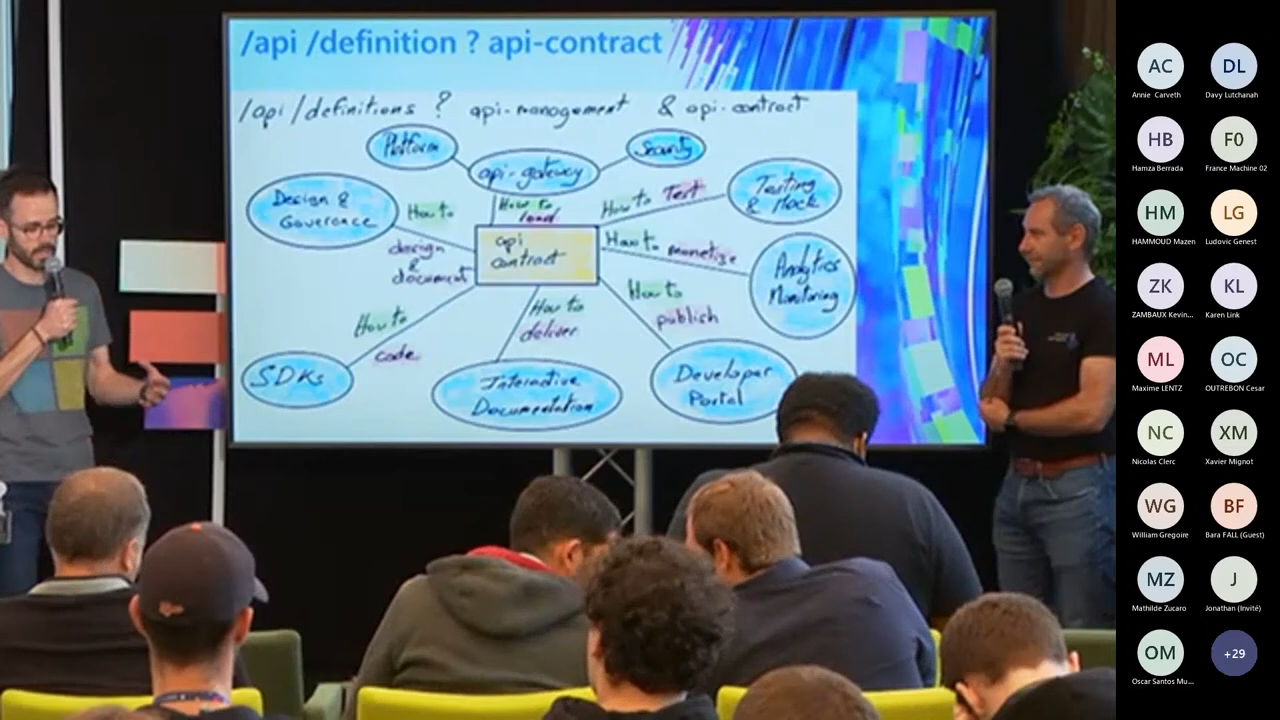 /api /definition ? api-contract
/api/definitions ? api-management & api-contract
Platform
Security
api-gateway
Testing
& Mock
Design &
Goverance
How to
load
How to Test
How to
design
&
document
api
contract
How to monetize
Analytics
Monitoring
How to
code
How to
deliver
How to
publish
SDKs
Interactive
Documentation
Developer
Portal
AC
Annie Carveth
DL
Davy Lutchanah
HB
Hamza Berrada
F0
France Machine 02
HM
HAMMOUD Mazen
LG
Ludovic Genest
ZK
ZAMBAUX Kevin...
KL
Karen Link
ML
Maxime LENTZ
OC
OUTREBON Cesar
NC
Nicolas Clerc
XM
Xavier Mignot
WG
William Gregoire
BF
Bara FALL (Guest)
MZ
Mathilde Zucaro
J
Jonathan (Invité)
OM
Oscar Santos Mu...
+29